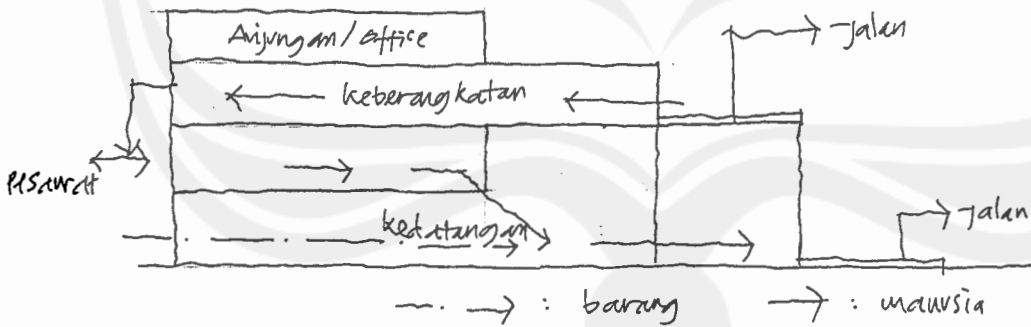 Anjungan/office
jalan
keberangkatan
pesawat
kedatangan
jalan
: barang
: manusia